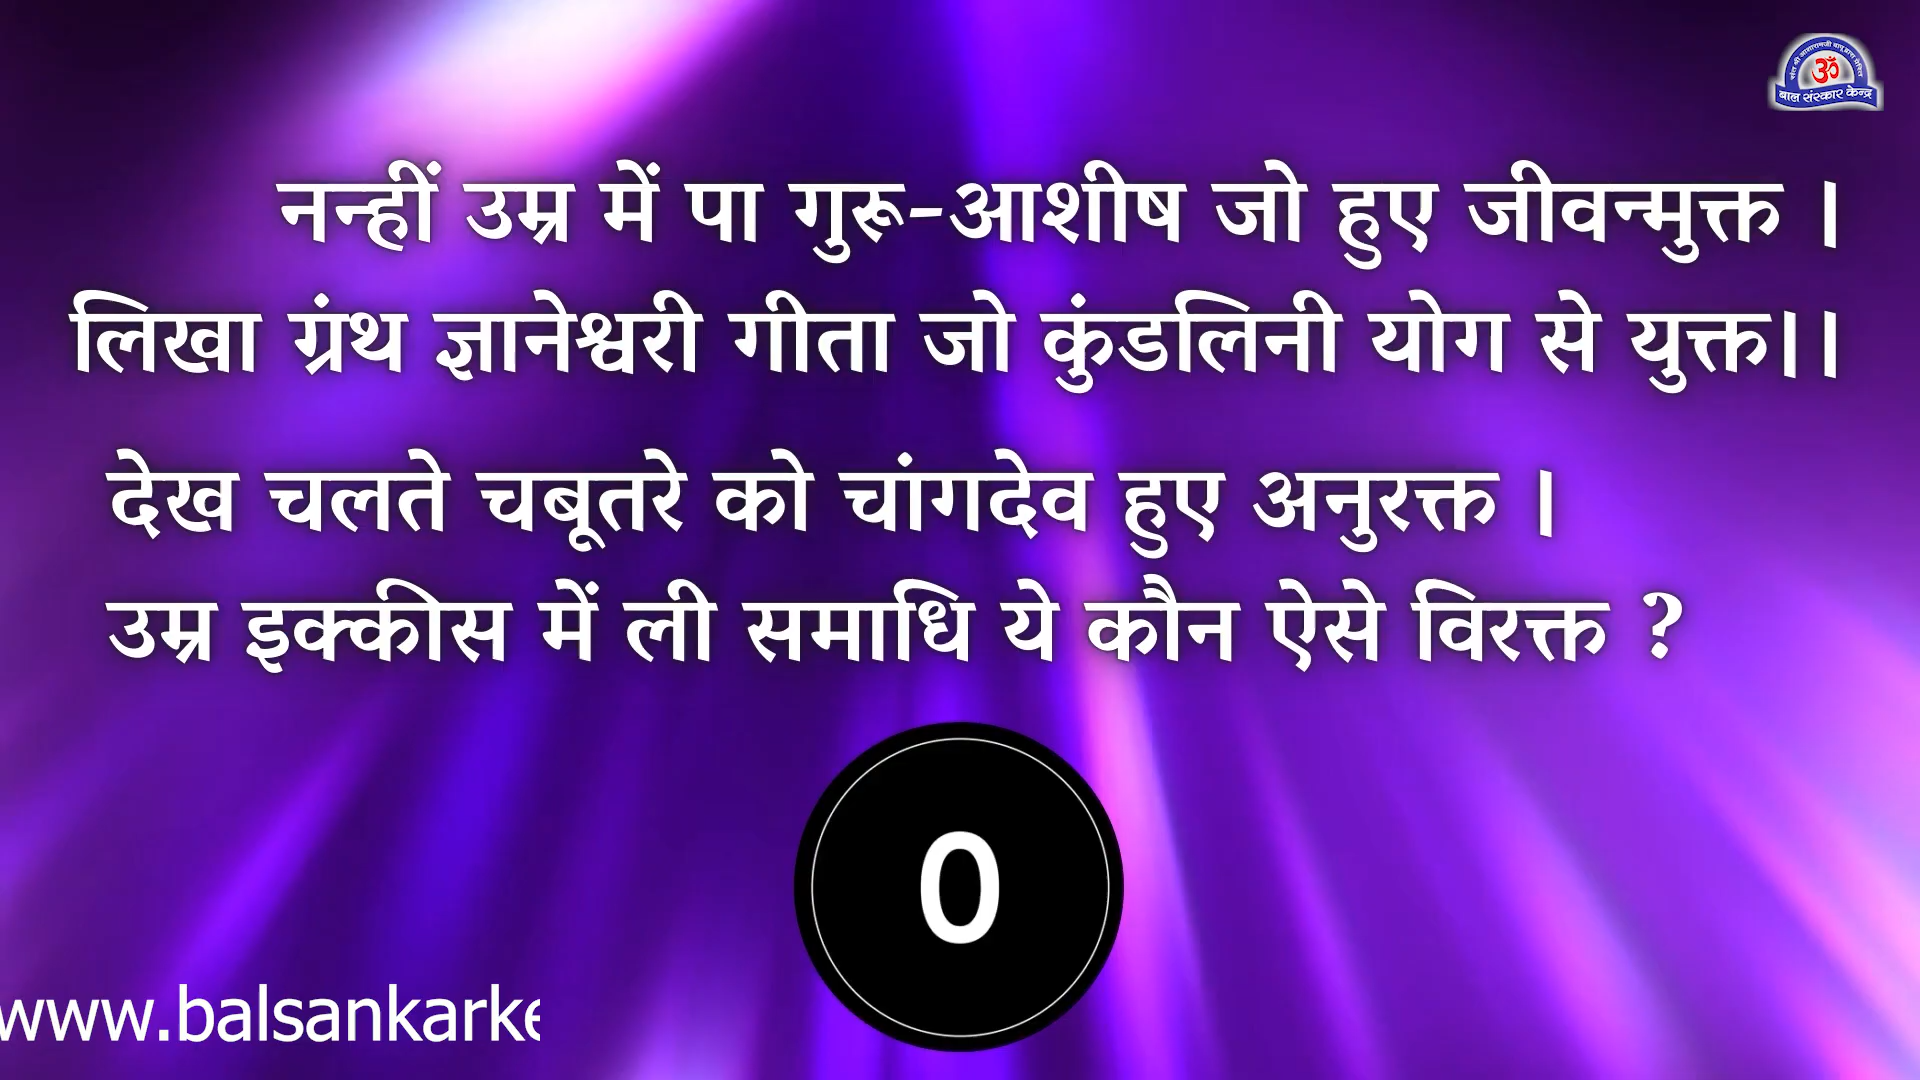 ॐ
बाल संस्कार केन्द्र
नन्हीं उम्र में पा गुरू-आशीष जो हुए जीवन्मुक्त ।
लिखा ग्रंथ ज्ञानेश्वरी गीता जो कुंडलिनी योग से युक्त।।
देख चलते चबूतरे को चांगदेव हुए अनुरक्त ।
उम्र इक्कीस में ली समाधि ये कौन ऐसे विरक्त ?
0
www.balsankarke